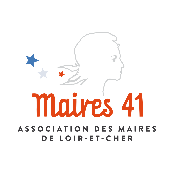 Maires 41
ASSOCIATION DES MAIRES
DE LOIR-ET-CHER